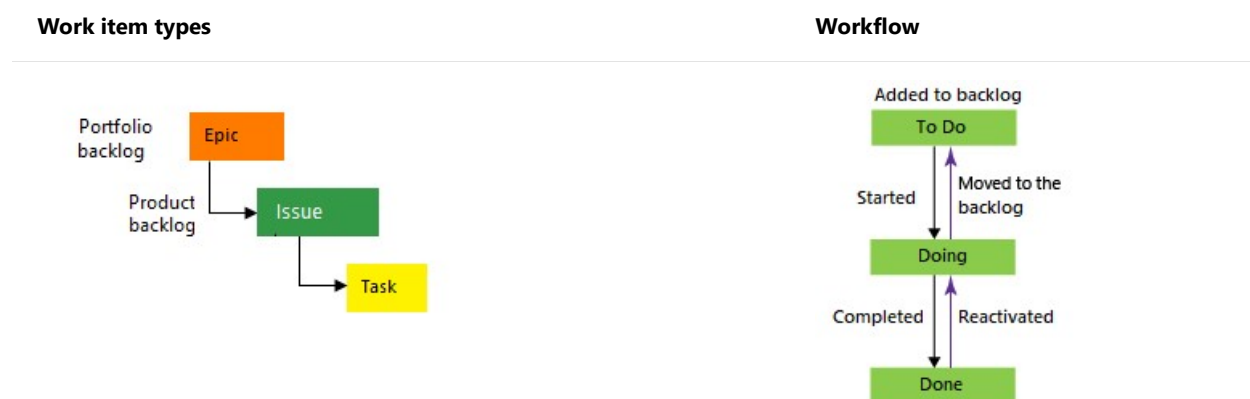 Work item types
Workflow
Portfolio
backlog
Epic
Product
backlog
Issue
Task
Added to backlog
To Do
Started
Moved to the
backlog
Doing
Completed
Reactivated
Done